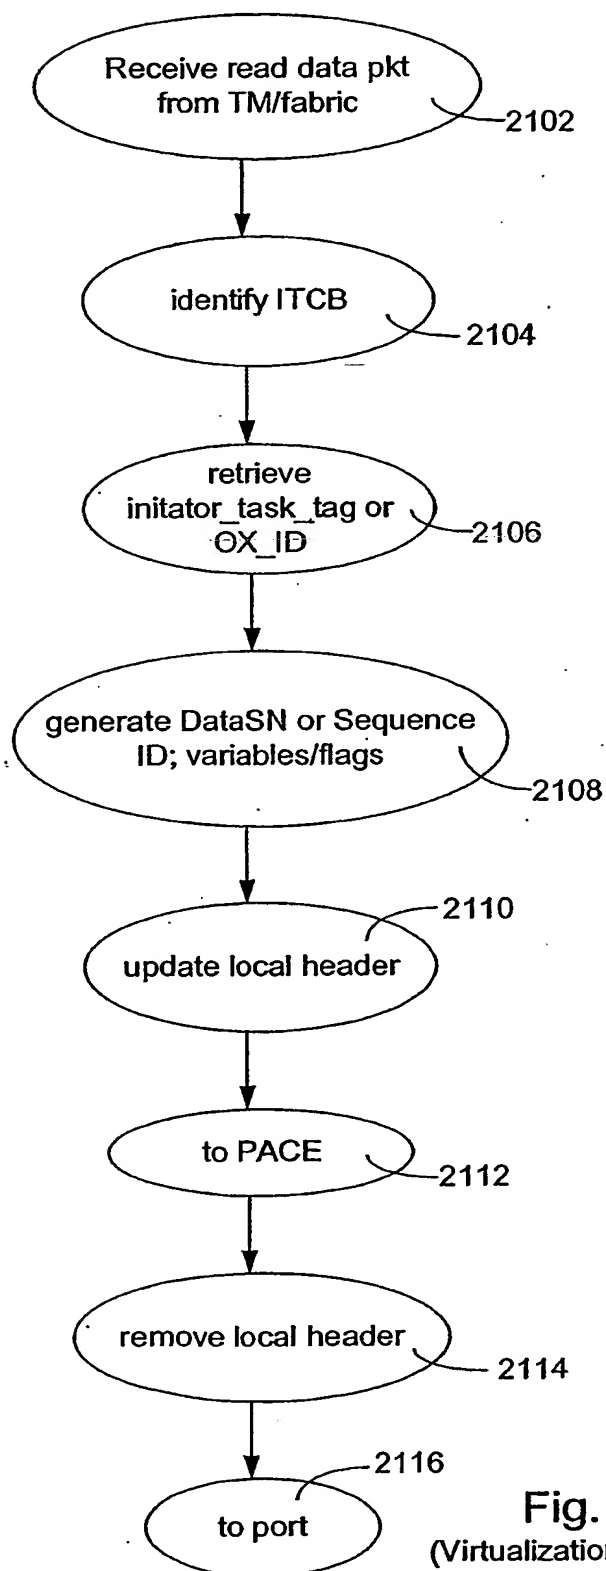 Receive read data pkt
from TM/fabric
2102
identify ITCB
2104
retrieve
initator_task_tag or
OX_ID
2106
generate DataSN or Sequence
ID; variables/flags
2108
2110
update local header
to PACE
2112
remove local header
2114
2116
to port
Fig.
(Virtualization